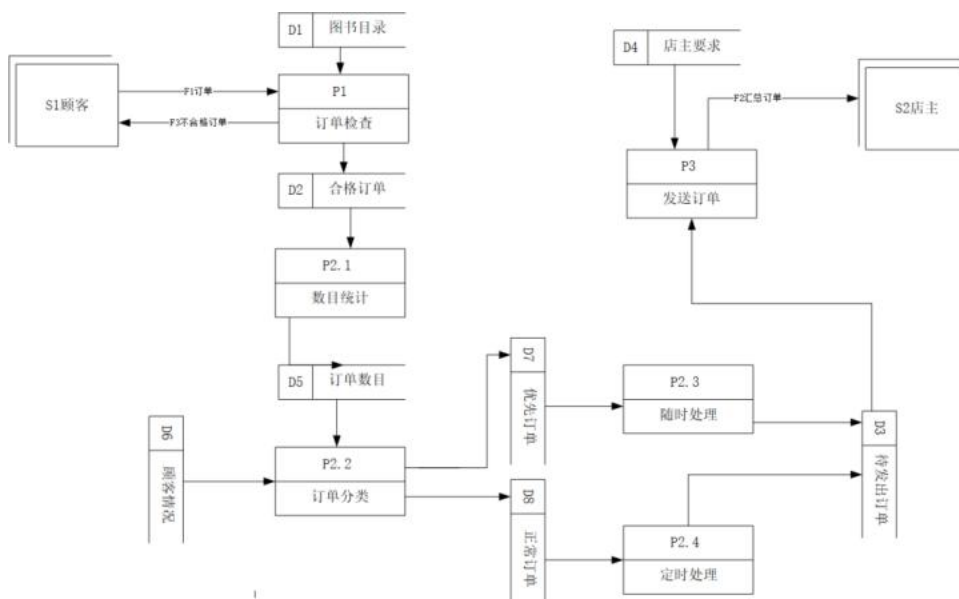 D1 图书目录
D4 店主要求
S1顾客
F1订单
P1
F3不合格订单
订单检查
F2汇总订单
S2店主
D2 合格订单
P3
发送订单
P2.1
数目统计
D5 订单数目
D7
优先订单
P2.3
随时处理
D6
顾客情况
P2.2
订单分类
D3
待发出订单
D8
正常订单
P2.4
定时处理